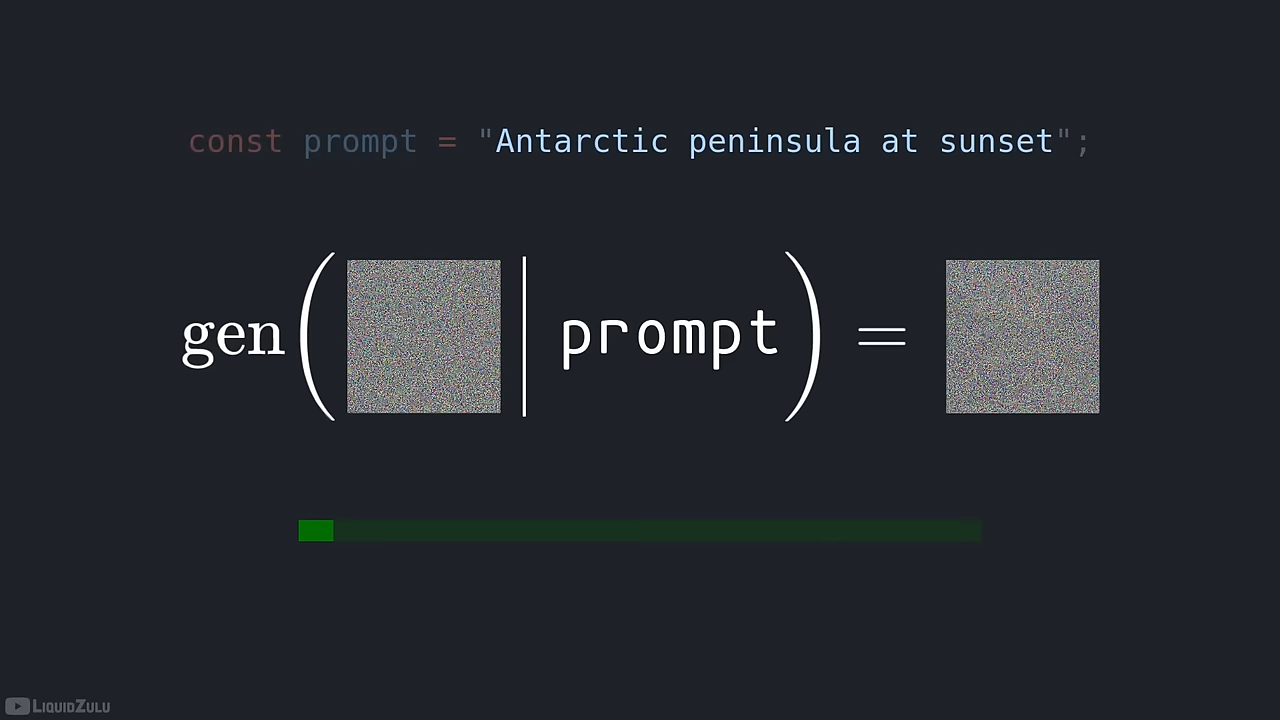 const prompt = "Antarctic peninsula at sunset";
gen( | prompt) =
LIQUIDZULU